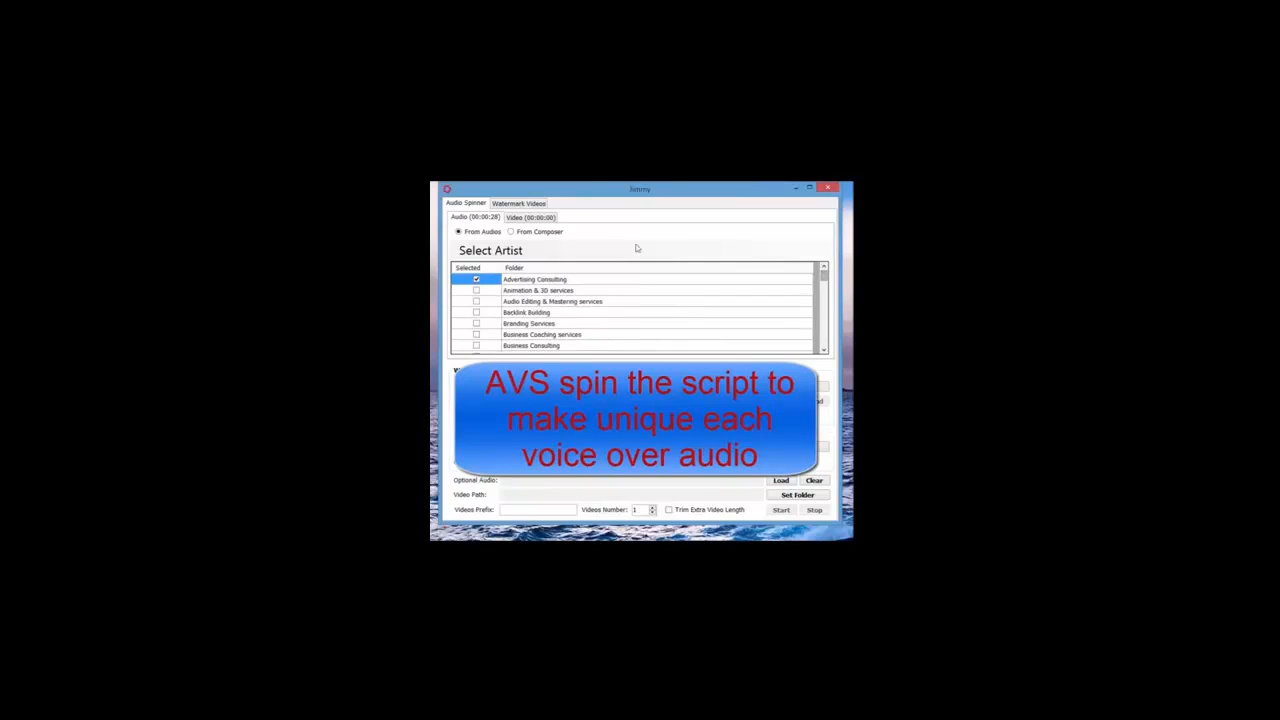 Jimmy
Audio Spinner Watermark Videos
Audio (00:00:28) Video (00:00:00)
From Audios From Composer
Select Artist
Selected Folder
Advertising Consulting
Animation & 3D services
Audio Editing & Mastering services
Backlink Building
Branding Services
Business Coaching services
Business Consulting
AVS spin the script to
make unique each
voice over audio
Optional Audio: Load Clear
Video Path: Set Folder
Videos Prefix: Videos Number: 1 Trim Extra Video Length Start Stop